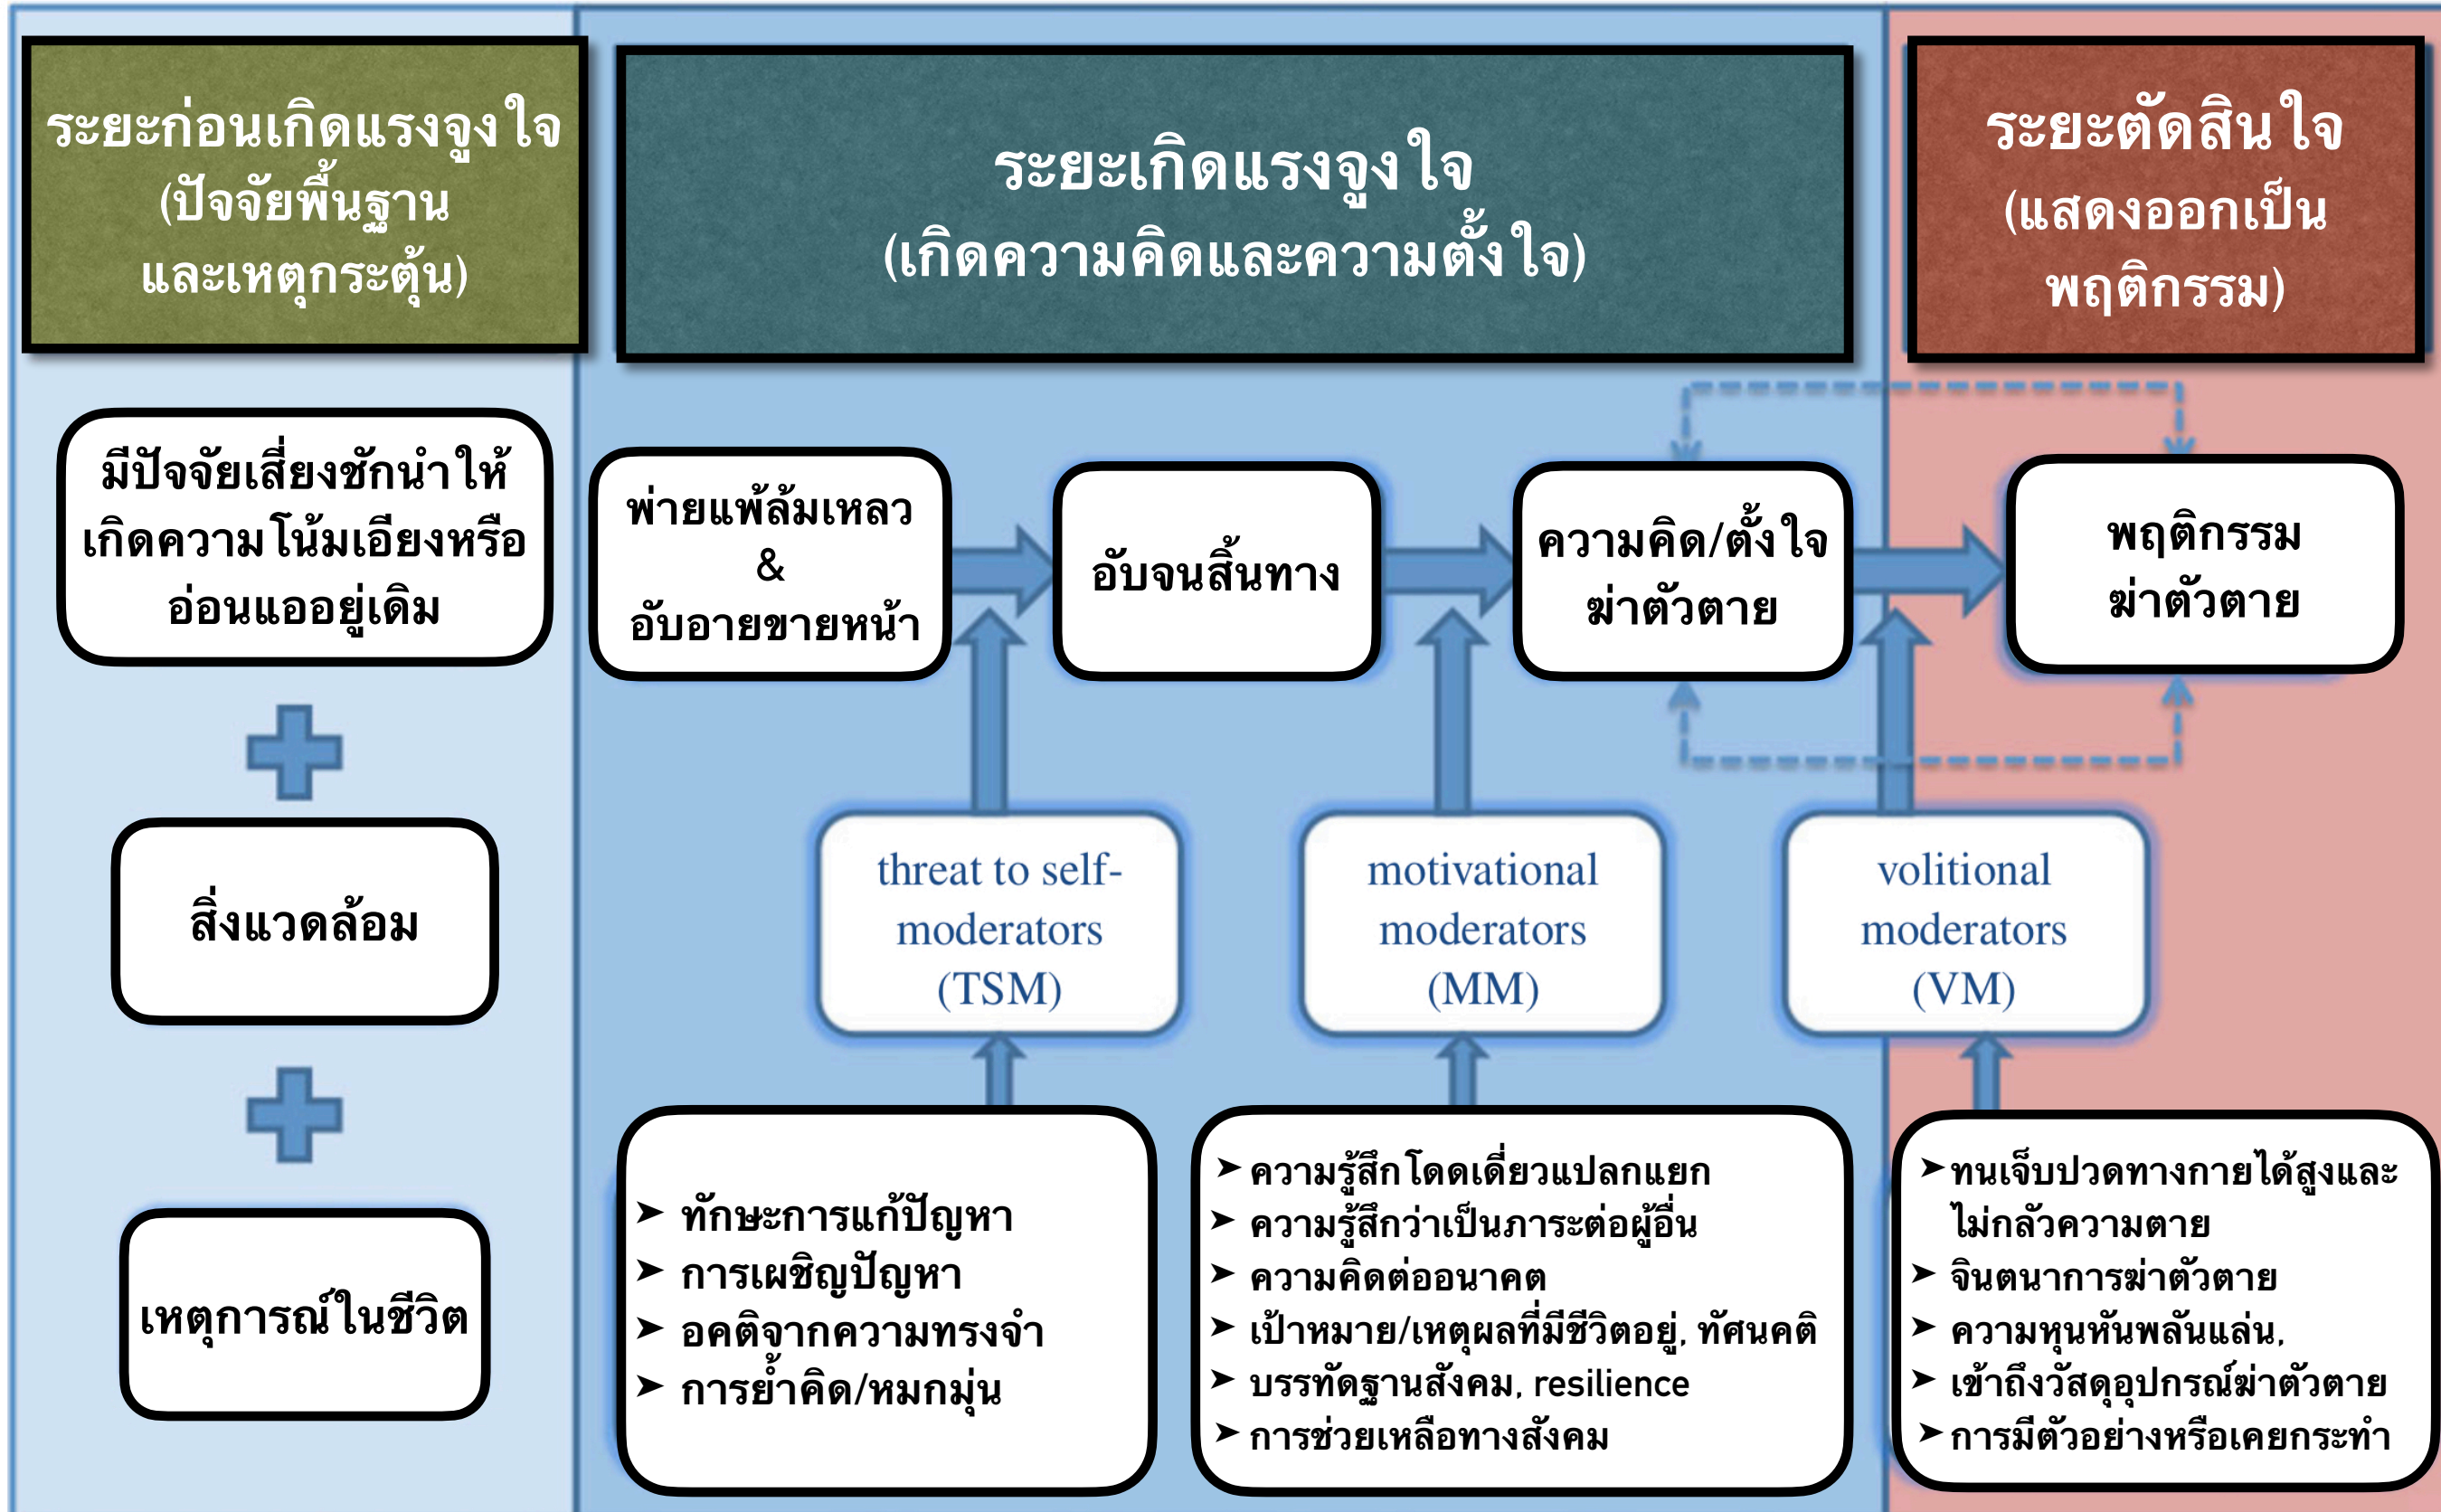 ระยะก่อนเกิดแรงจูงใจ
(ปัจจัยพื้นฐาน
และเหตุกระตุ้น)
ระยะเกิดแรงจูงใจ
(เกิดความคิดและความตั้งใจ)
ระยะตัดสินใจ
(แสดงออกเป็น
พฤติกรรม)
มีปัจจัยเสี่ยงชักนำให้
เกิดความโน้มเอียงหรือ
อ่อนแออยู่เดิม
สิ่งแวดล้อม
เหตุการณ์ในชีวิต
พ่ายแพ้ล้มเหลว
&
อับอายขายหน้า
อับจนสิ้นทาง
ความคิด/ตั้งใจ
ฆ่าตัวตาย
พฤติกรรม
ฆ่าตัวตาย
threat to self-
moderators
(TSM)
motivational
moderators
(MM)
volitional
moderators
(VM)
➤ ทักษะการแก้ปัญหา
➤ การเผชิญปัญหา
➤ อคติจากความทรงจำ
➤ การย้ำคิด/หมกมุ่น
➤ ความรู้สึกโดดเดี่ยวแปลกแยก
➤ ความรู้สึกว่าเป็นภาระต่อผู้อื่น
➤ ความคิดต่ออนาคต
➤ เป้าหมาย/เหตุผลที่มีชีวิตอยู่, ทัศนคติ
➤ บรรทัดฐานสังคม, resilience
➤ การช่วยเหลือทางสังคม
➤ ทนเจ็บปวดทางกายได้สูงและ
ไม่กลัวความตาย
➤ จินตนาการฆ่าตัวตาย
➤ ความหุนหันพลันแล่น,
➤ เข้าถึงวัสดุอุปกรณ์ฆ่าตัวตาย
➤ การมีตัวอย่างหรือเคยกระทำ